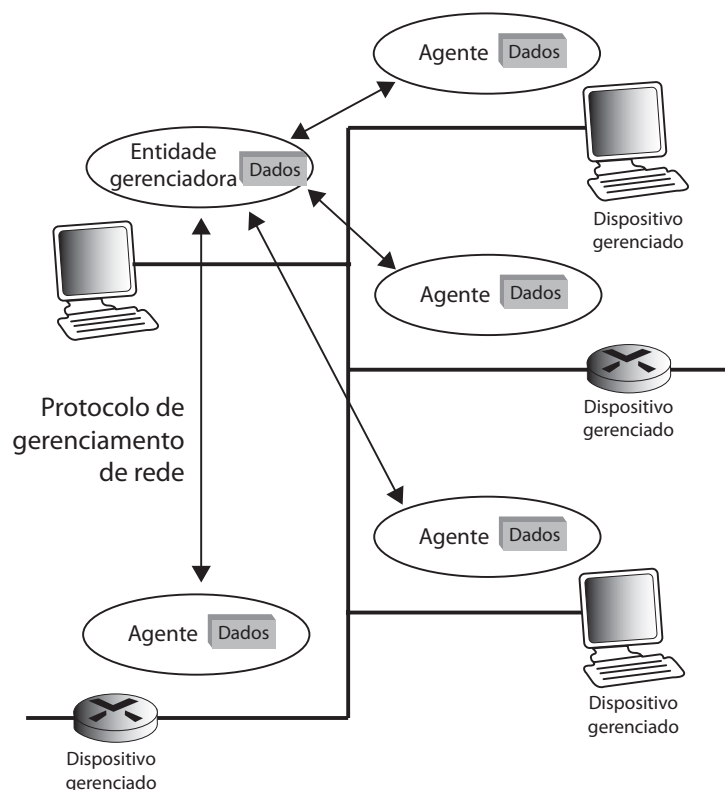 Agente Dados
Entidade
gerenciadora Dados
Dispositivo
gerenciado
Agente Dados
Dispositivo
gerenciado
Protocolo de
gerenciamento
de rede
Agente Dados
Agente Dados
Dispositivo
gerenciado
Dispositivo
gerenciado